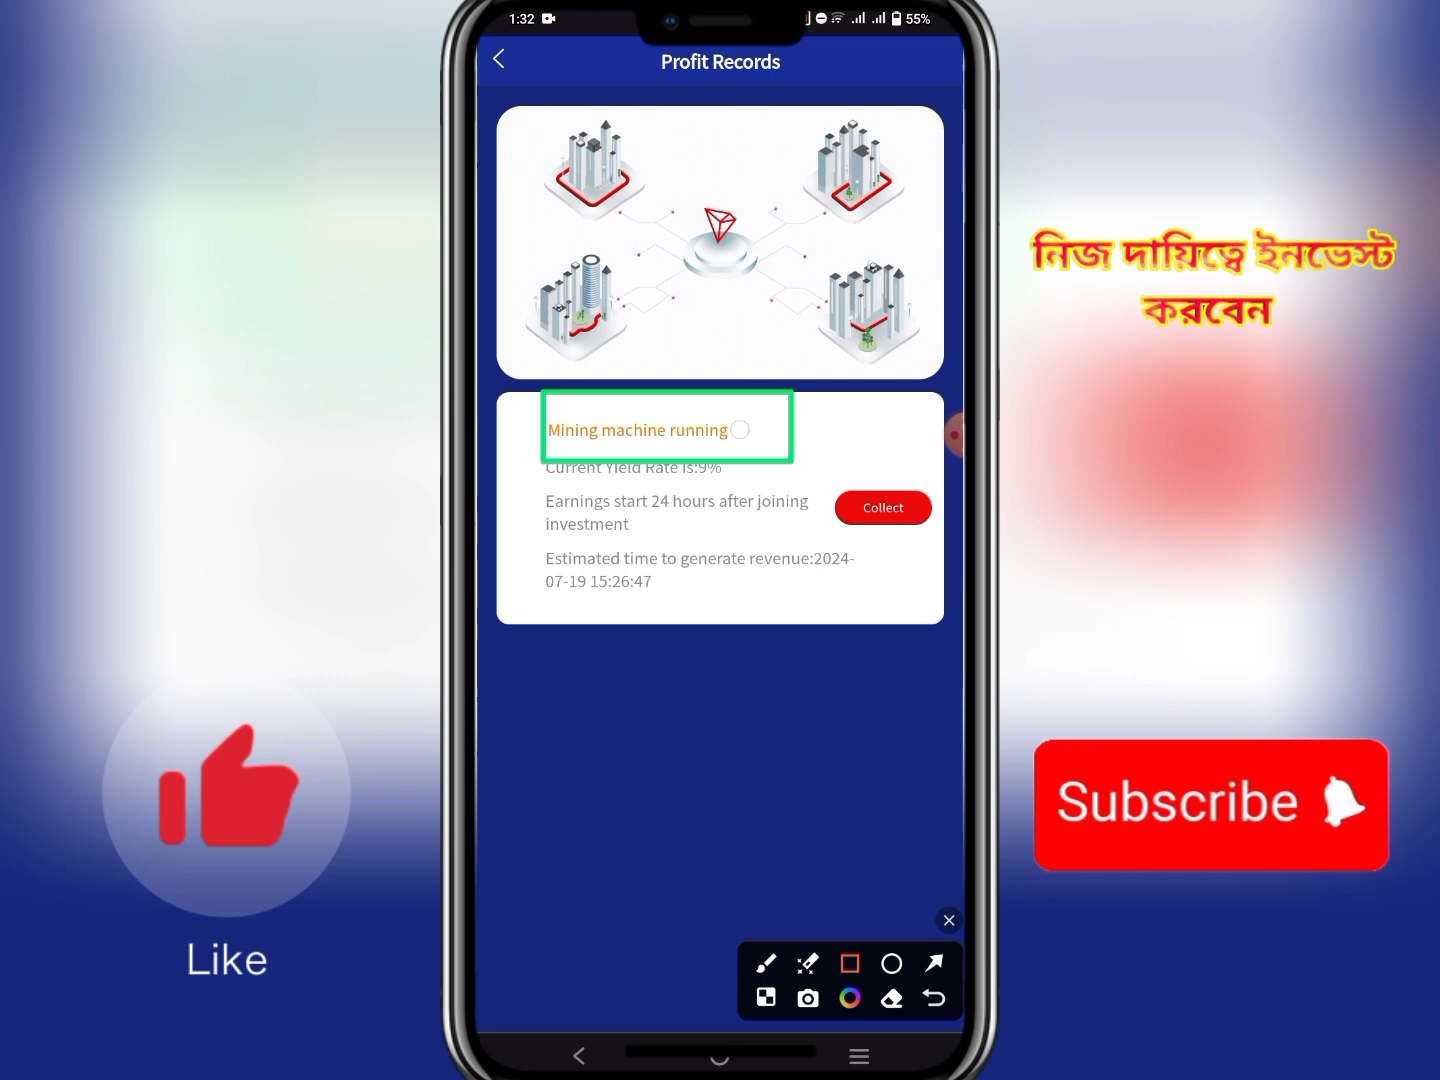 1:32
55%
Profit Records
Mining machine running
Current Yield Rate is:9%
Earnings start 24 hours after joining
investment
Collect
Estimated time to generate revenue:2024-
07-19 15:26:47
নিজ দায়িত্বে ইনভেস্ট
করবেন
Like
Subscribe